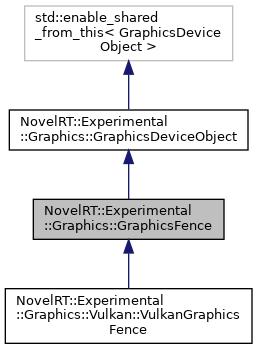 std::enable_shared
_from_this< GraphicsDevice
Object >
NovelRT::Experimental
::Graphics::GraphicsDeviceObject
NovelRT::Experimental
::Graphics::GraphicsFence
NovelRT::Experimental
::Graphics::Vulkan::VulkanGraphics
Fence